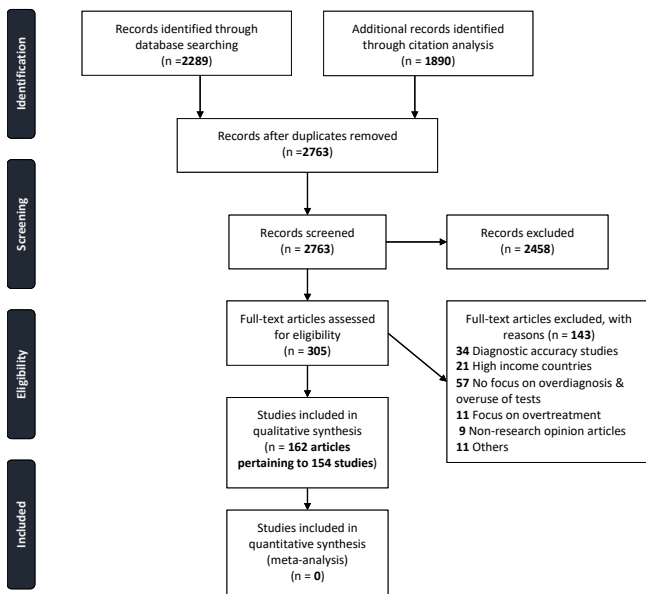 Identification
Records identified through
database searching
(n =2289)
Additional records identified
through citation analysis
(n = 1890)
Records after duplicates removed
(n =2763)
Screening
Records screened
(n = 2763)
Records excluded
(n = 2458)
Eligibility
Full-text articles assessed
for eligibility
(n = 305)
Full-text articles excluded, with
reasons (n = 143)
34 Diagnostic accuracy studies
21 High income countries
57 No focus on overdiagnosis &
overuse of tests
11 Focus on overtreatment
9 Non-research opinion articles
11 Others
Studies included in
qualitative synthesis
(n = 162 articles
pertaining to 154 studies)
Included
Studies included in
quantitative synthesis
(meta-analysis)
(n = 0)